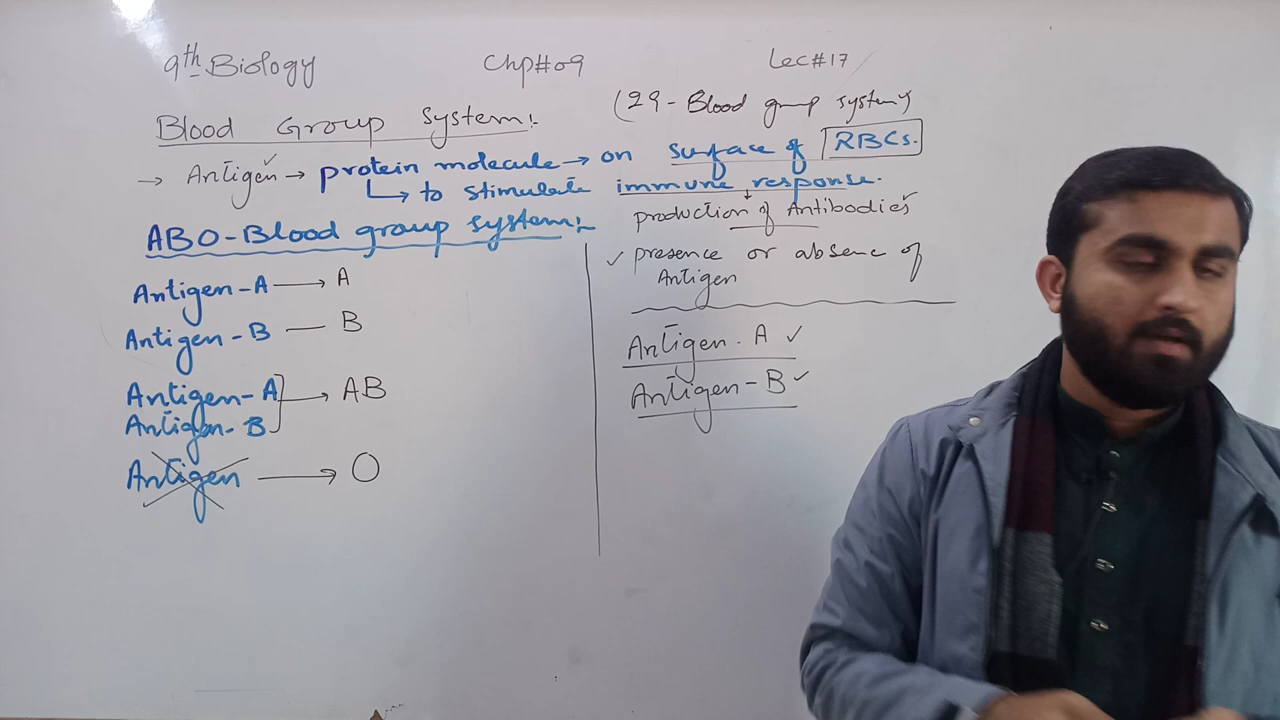 9th Biology Chp#09 Lec#17
Blood Group System:
(29 - Blood group system)
→ Antigen → protein molecule → on surface of RBCs.
↳ to stimulate immune response.
production of Antibodies
ABO-Blood group system:
Antigen-A → A
Antigen-B — B
Antigen-A
Antigen-B → AB
Antigen → O
✓ presence or absence of
Antigen
Antigen - A ✓
Antigen - B ✓